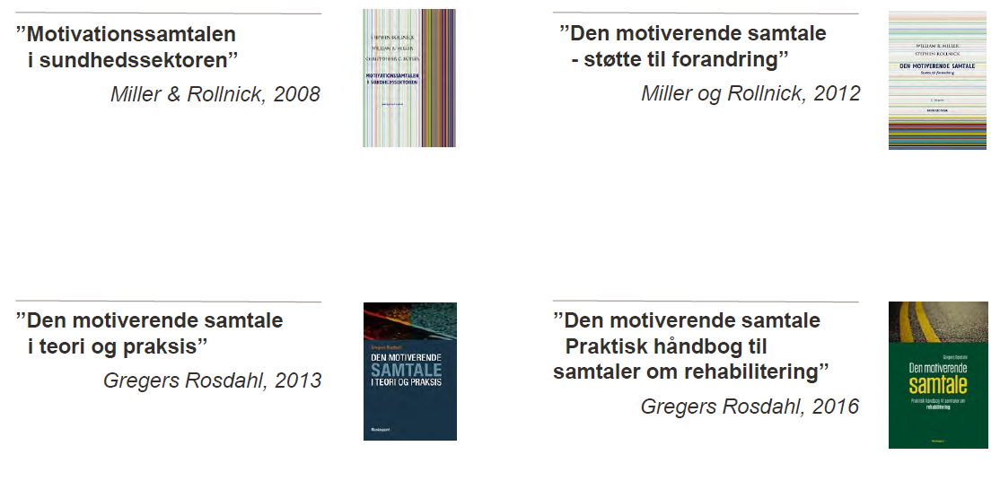 ”Motivationssamtalen
i sundhedssektoren”
Miller & Rollnick, 2008
STEPHEN ROLLNICK
WILLIAM R. MILLER
CHRISTOPHER C. BUTLER
MOTIVATIONSSAMTALEN
I SUNDHEDSSEKTOREN
”Den motiverende samtale
- støtte til forandring”
Miller og Rollnick, 2012
WILLIAM R. MILLER
STEPHEN ROLLNICK
DEN MOTIVERENDE SAMTALE
Støtte til forandring
”Den motiverende samtale
i teori og praksis”
Gregers Rosdahl, 2013
Gregers Rosdahl
DEN MOTIVERENDE
SAMTALE
I TEORI OG PRAKSIS
Munksgaard
”Den motiverende samtale
Praktisk håndbog til
samtaler om rehabilitering”
Gregers Rosdahl, 2016
Gregers Rosdahl
Den motiverende
samtale
Praktisk håndbog til samtaler om
rehabilitering
Munksgaard